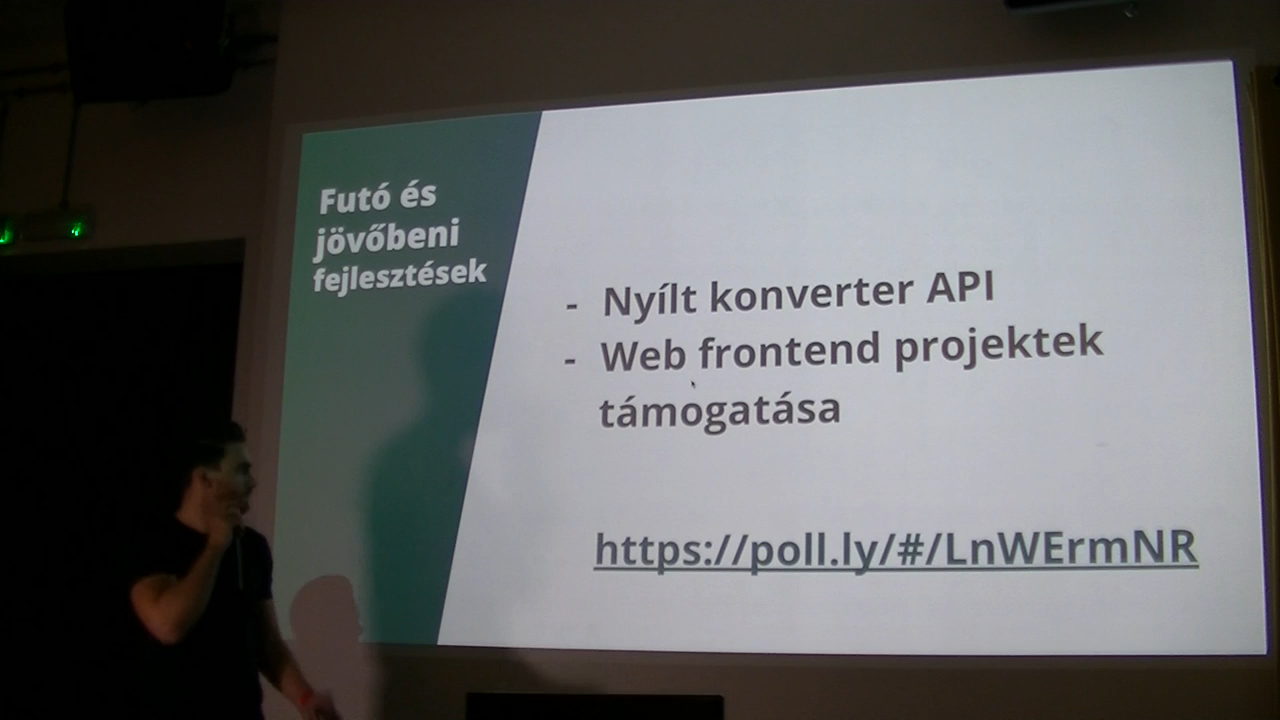 Futó és
jövőbeni
fejlesztések
- Nyílt konverter API
- Web frontend projektek
támogatása
https://poll.ly/#/LnWErmNR